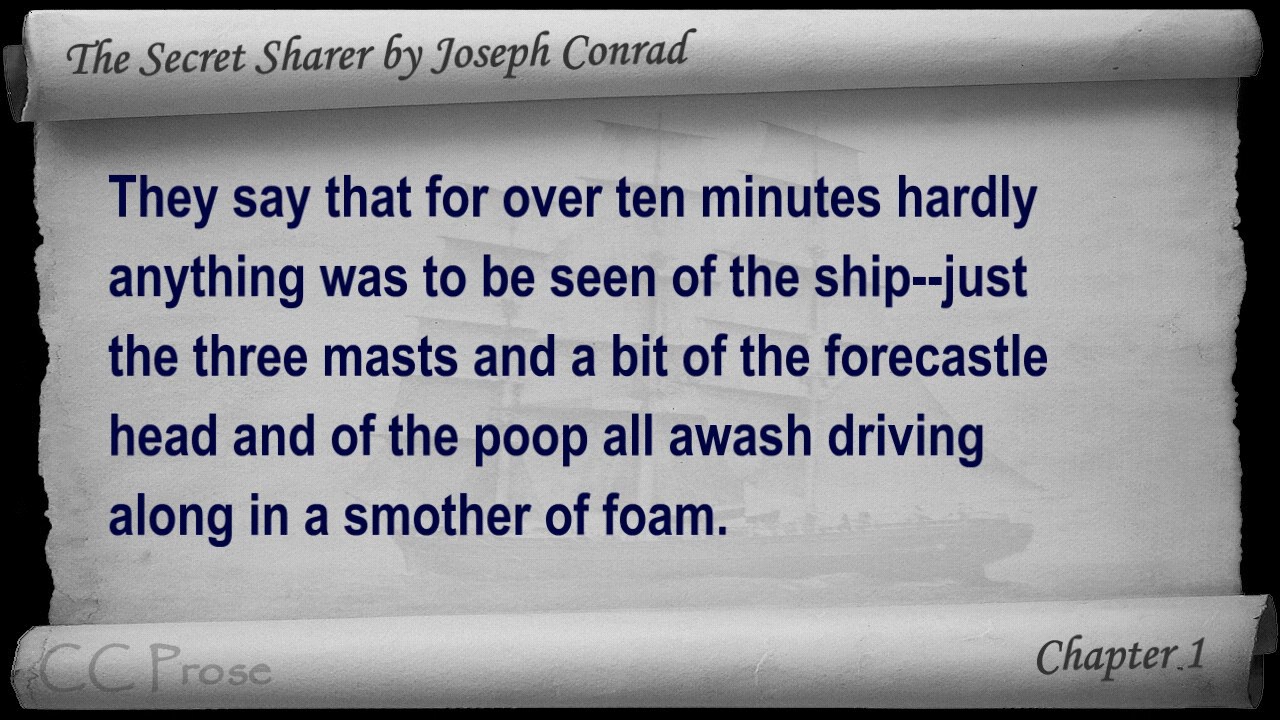 The Secret Sharer by Joseph Conrad
They say that for over ten minutes hardly
anything was to be seen of the ship--just
the three masts and a bit of the forecastle
head and of the poop all awash driving
along in a smother of foam.
CC Prose
Chapter 1